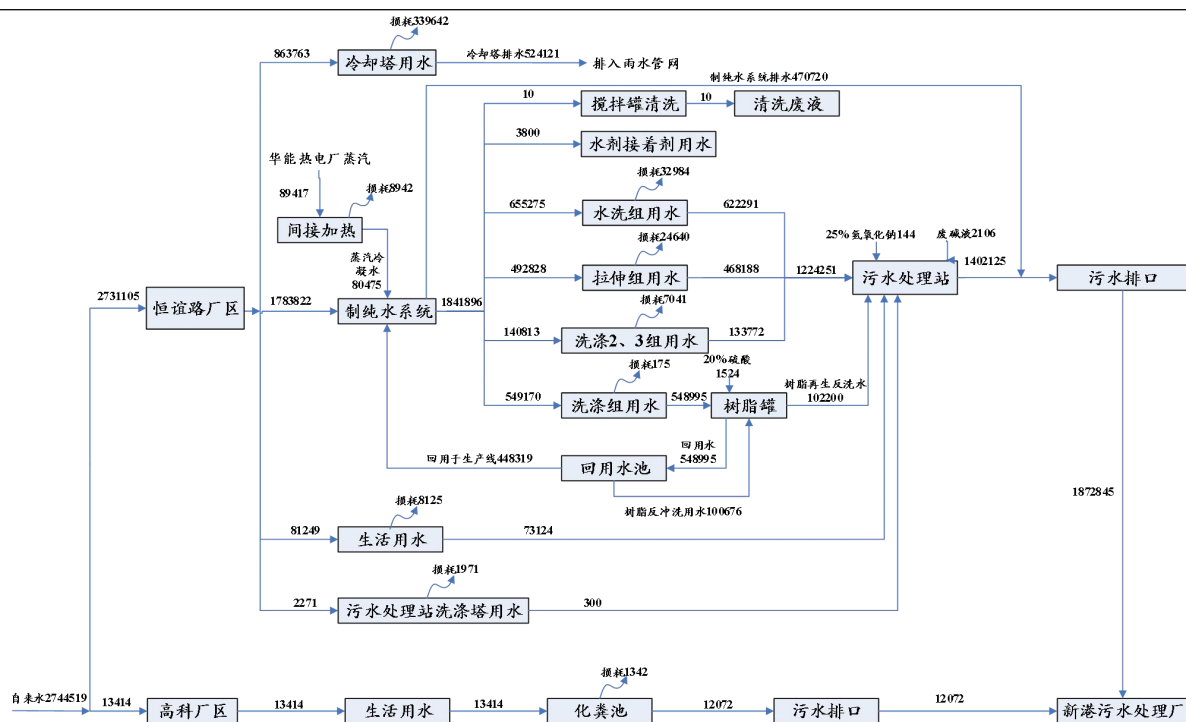 损耗339642
863763
冷却塔用水
冷却塔排水524121
排入雨水管网
制纯水系统排水470720
10
搅拌罐清洗
10
清洗废液
3800
水剂接着剂用水
华能热电厂蒸汽
89417
损耗8942
间接加热
蒸汽冷
凝水
80475
损耗32984
655275
水洗组用水
622291
损耗24640
492828
拉伸组用水
468188
1224251
25%氢氧化钠144
废碱液2106
污水处理站
1402125
污水排口
2731105
恒谊路厂区
1783822
制纯水系统
1841896
损耗7041
140813
洗涤2、3组用水
133772
损耗175
549170
洗涤组用水
548995
20%硫酸
1524
树脂罐
树脂再生反洗水
102200
回用于生产线448319
回用水池
回用水
548995
树脂反冲洗用水100676
1872845
损耗8125
81249
生活用水
73124
损耗1971
2271
污水处理站洗涤塔用水
300
自来水2744519
13414
高科厂区
13414
生活用水
13414
损耗1342
化粪池
12072
污水排口
12072
新港污水处理厂